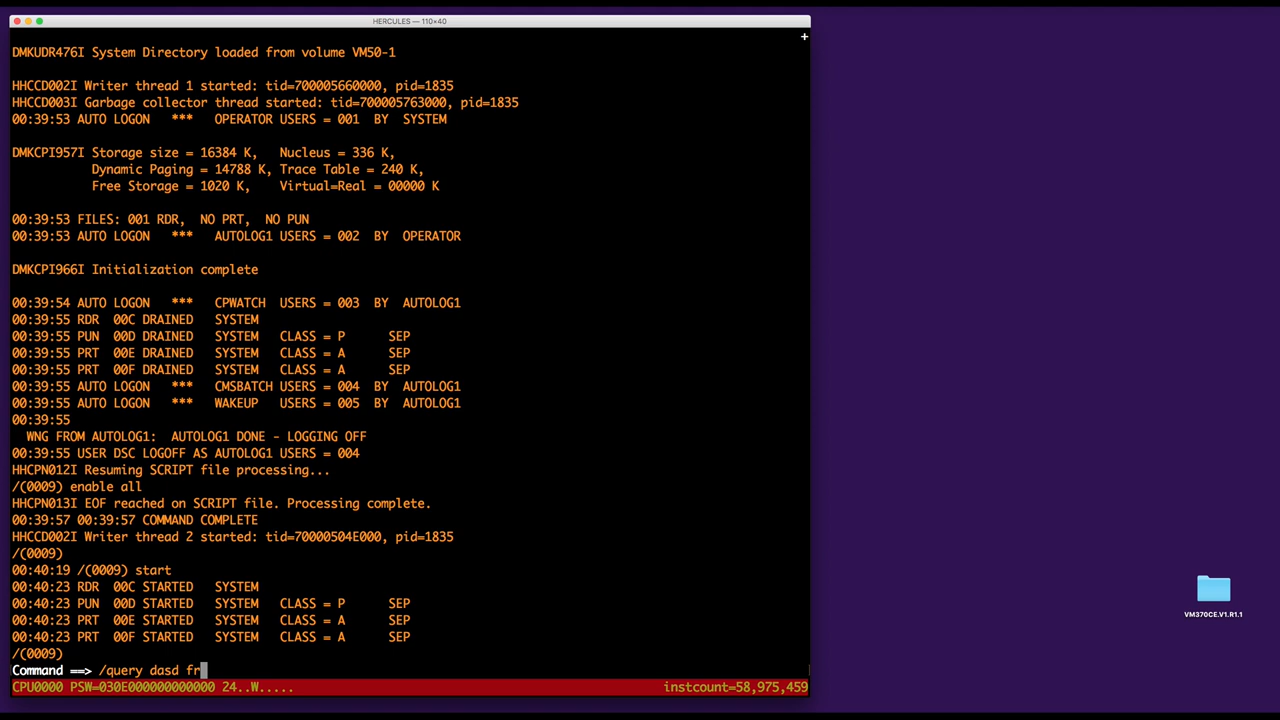 HERCULES — 110×40
+
DMKUDR476I System Directory loaded from volume VM50-1
HHCCD002I Writer thread 1 started: tid=700005660000, pid=1835
HHCCD003I Garbage collector thread started: tid=700005763000, pid=1835
00:39:53 AUTO LOGON   ***   OPERATOR USERS = 001  BY  SYSTEM
DMKCPI957I Storage size = 16384 K,   Nucleus = 336 K,
           Dynamic Paging = 14788 K, Trace Table = 240 K,
           Free Storage = 1020 K,    Virtual=Real = 00000 K
00:39:53 FILES: 001 RDR,  NO PRT,  NO PUN
00:39:53 AUTO LOGON   ***   AUTOLOG1 USERS = 002  BY  OPERATOR
DMKCPI966I Initialization complete
00:39:54 AUTO LOGON   ***   CPWATCH  USERS = 003  BY  AUTOLOG1
00:39:55 RDR  00C DRAINED   SYSTEM
00:39:55 PUN  00D DRAINED   SYSTEM   CLASS = P      SEP
00:39:55 PRT  00E DRAINED   SYSTEM   CLASS = A      SEP
00:39:55 PRT  00F DRAINED   SYSTEM   CLASS = A      SEP
00:39:55 AUTO LOGON   ***   CMSBATCH USERS = 004  BY  AUTOLOG1
00:39:55 AUTO LOGON   ***   WAKEUP   USERS = 005  BY  AUTOLOG1
00:39:55
  WNG FROM AUTOLOG1:  AUTOLOG1 DONE - LOGGING OFF
00:39:55 USER DSC LOGOFF AS AUTOLOG1 USERS = 004
HHCPN012I Resuming SCRIPT file processing...
/(0009) enable all
HHCPN013I EOF reached on SCRIPT file. Processing complete.
00:39:57 00:39:57 COMMAND COMPLETE
HHCCD002I Writer thread 2 started: tid=70000504E000, pid=1835
/(0009)
00:40:19 /(0009) start
00:40:23 RDR  00C STARTED   SYSTEM
00:40:23 PUN  00D STARTED   SYSTEM   CLASS = P      SEP
00:40:23 PRT  00E STARTED   SYSTEM   CLASS = A      SEP
00:40:23 PRT  00F STARTED   SYSTEM   CLASS = A      SEP
/(0009)
Command ==> /query dasd fr
CPU0000 PSW=030E000000000000 24..W.....   instcount=58,975,459
VM370CE.V1.R1.1